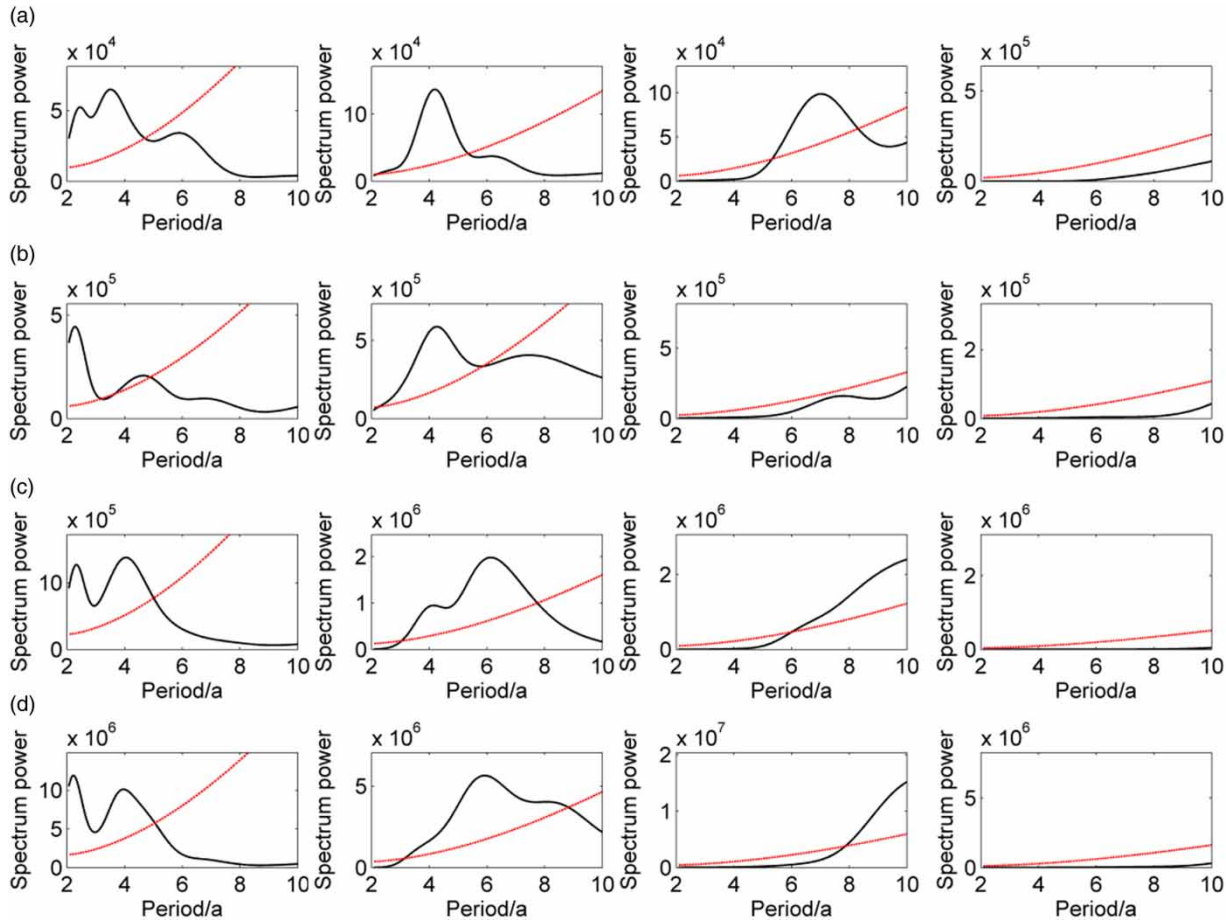 (a)
x 10^4 x 10^4 x 10^4 x 10^5
Spectrum power Spectrum power Spectrum power Spectrum power
5 0
10 0
10 5 0
5 0
2 4 6 8 10 2 4 6 8 10 2 4 6 8 10 2 4 6 8 10
Period/a Period/a Period/a Period/a
(b)
x 10^5 x 10^5 x 10^5 x 10^5
Spectrum power Spectrum power Spectrum power Spectrum power
5 0
5 0
5 0
2 0
2 4 6 8 10 2 4 6 8 10 2 4 6 8 10 2 4 6 8 10
Period/a Period/a Period/a Period/a
(c)
x 10^5 x 10^6 x 10^6 x 10^6
Spectrum power Spectrum power Spectrum power Spectrum power
10 0
2 1 0
2 0
2 0
2 4 6 8 10 2 4 6 8 10 2 4 6 8 10 2 4 6 8 10
Period/a Period/a Period/a Period/a
(d)
x 10^6 x 10^6 x 10^7 x 10^6
Spectrum power Spectrum power Spectrum power Spectrum power
10 5 0
5 0
2 1 0
5 0
2 4 6 8 10 2 4 6 8 10 2 4 6 8 10 2 4 6 8 10
Period/a Period/a Period/a Period/a